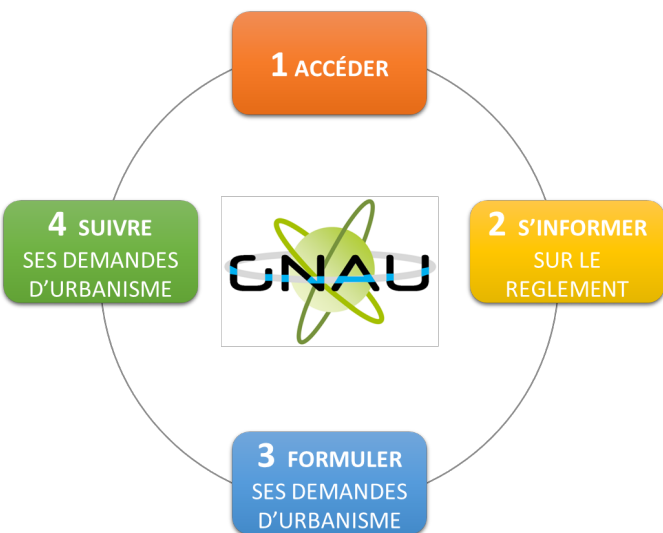 1 ACCÉDER
2 S'INFORMER
SUR LE
REGLEMENT
3 FORMULER
SES DEMANDES
D'URBANISME
4 SUIVRE
SES DEMANDES
D'URBANISME
GNAU